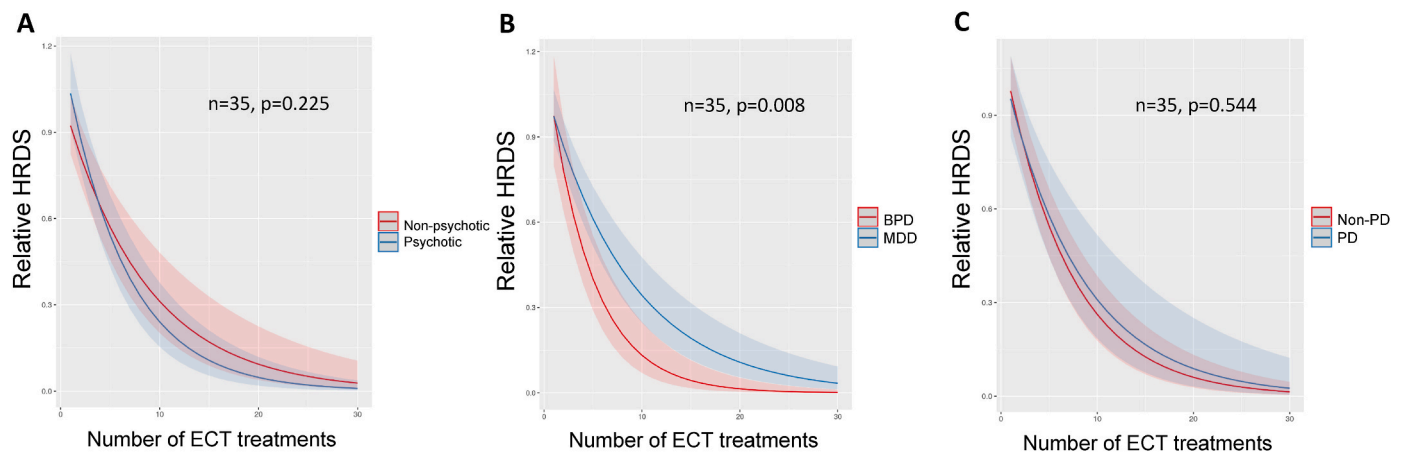 A
1.2
0.9
0.6
0.3
0.0
n=35, p=0.225
Relative HRDS
0
10
20
30
Number of ECT treatments
Non-psychotic
Psychotic
B
1.2
0.9
0.6
0.3
0.0
n=35, p=0.008
Relative HRDS
0
10
20
30
Number of ECT treatments
BPD
MDD
C
0.9
0.6
0.3
0.0
n=35, p=0.544
Relative HRDS
0
10
20
30
Number of ECT treatments
Non-PD
PD